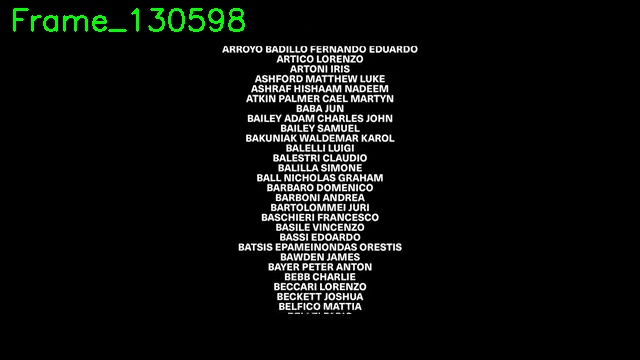 Frame_130598
ARROYO BADILLO FERNANDO EDUARDO
ARTICO LORENZO
ARTONI IRIS
ASHFORD MATTHEW LUKE
ASHRAF HISHAAM NADEEM
ATKIN PALMER CAEL MARTYN
BABA JUN
BAILEY ADAM CHARLES JOHN
BAILEY SAMUEL
BAKUNIAK WALDEMAR KAROL
BALELLI LUIGI
BALESTRI CLAUDIO
BALILLA SIMONE
BALL NICHOLAS GRAHAM
BARBARO DOMENICO
BARBONI ANDREA
BARTOLOMMEI JURI
BASCHIERI FRANCESCO
BASILE VINCENZO
BASSI EDOARDO
BATSIS EPAMEINONDAS ORESTIS
BAWDEN JAMES
BAYER PETER ANTON
BEBB CHARLIE
BECCARI LORENZO
BECKETT JOSHUA
BELFICO MATTIA